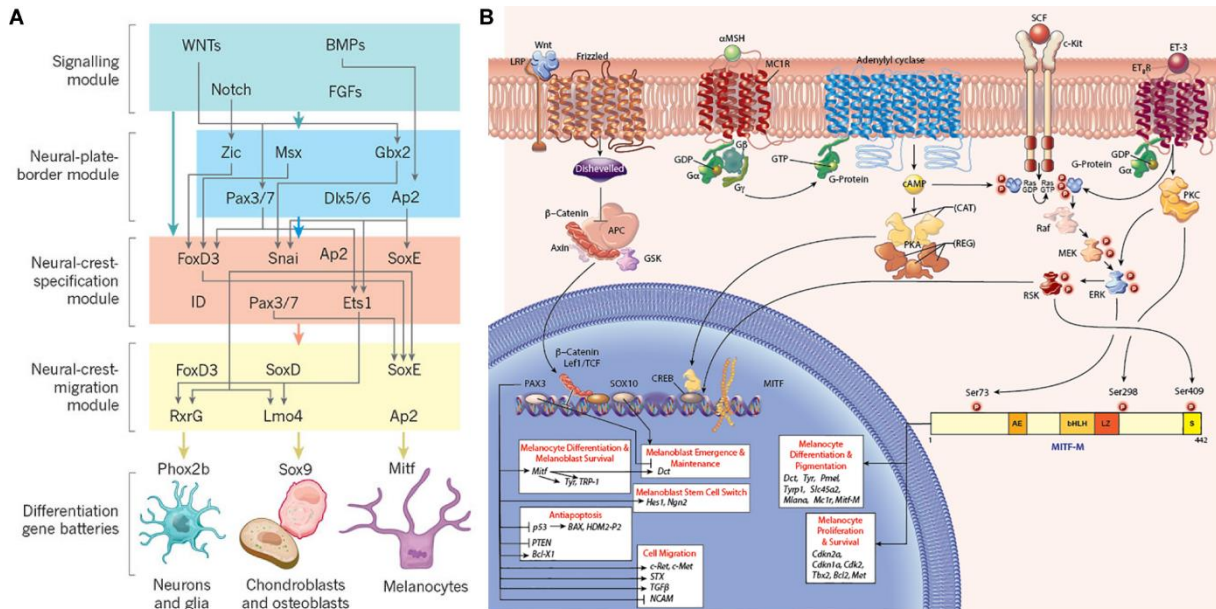 A
Signalling
module
WNTs
BMPs
Notch
FGFs
Neural-plate-
border module
Zic
Msx
Gbx2
Pax3/7
Dlx5/6
Ap2
Neural-crest-
specification
module
FoxD3
Snai
Ap2
SoxE
ID
Pax3/7
Ets1
Neural-crest-
migration
module
FoxD3
SoxD
SoxE
RxrG
Lmo4
Ap2
Differentiation
gene batteries
Phox2b
Sox9
Mitf
Neurons
and glia
Chondroblasts
and osteoblasts
Melanocytes
B
LRP
Wnt
Frizzled
αMSH
MC1R
Adenylyl cyclase
SCF
c-Kit
ET-3
ETBR
Dishevelled
GDP
Gα
Gβ
Gγ
GTP
G-Protein
cAMP
Ras
GDP
Ras
GTP
P
P
G-Protein
GDP
Gα
PKC
β-Catenin
Axin
APC
GSK
(CAT)
PKA
(REG)
Raf
P
MEK
P
P
RSK
P
P
ERK
P
P
β-Catenin
Lef1/TCF
PAX3
SOX10
CREB
MITF
Ser73
Ser298
Ser409
P
P
P
AE
bHLH
LZ
S
1
442
MITF-M
Melanocyte Differentiation &
Melanoblast Survival
Mitf
Tyr, TRP-1
Melanoblast Emergence &
Maintenance
Dct
Melanoblast Stem Cell Switch
Hes1, Ngn2
Antiapoptosis
p53
BAX, HDM2-P2
PTEN
Bcl-X1
Cell Migration
c-Ret, c-Met
STX
TGFβ
NCAM
Melanocyte
Differentiation
& Pigmentation
Dct, Tyr, Pmel,
Tyrp1, Slc45a2,
Mlana, Mc1r, Mitf-M
Melanocyte
Proliferation
& Survival
Cdkn2a,
Cdkn1a, Cdk2,
Tbx2, Bcl2, Met